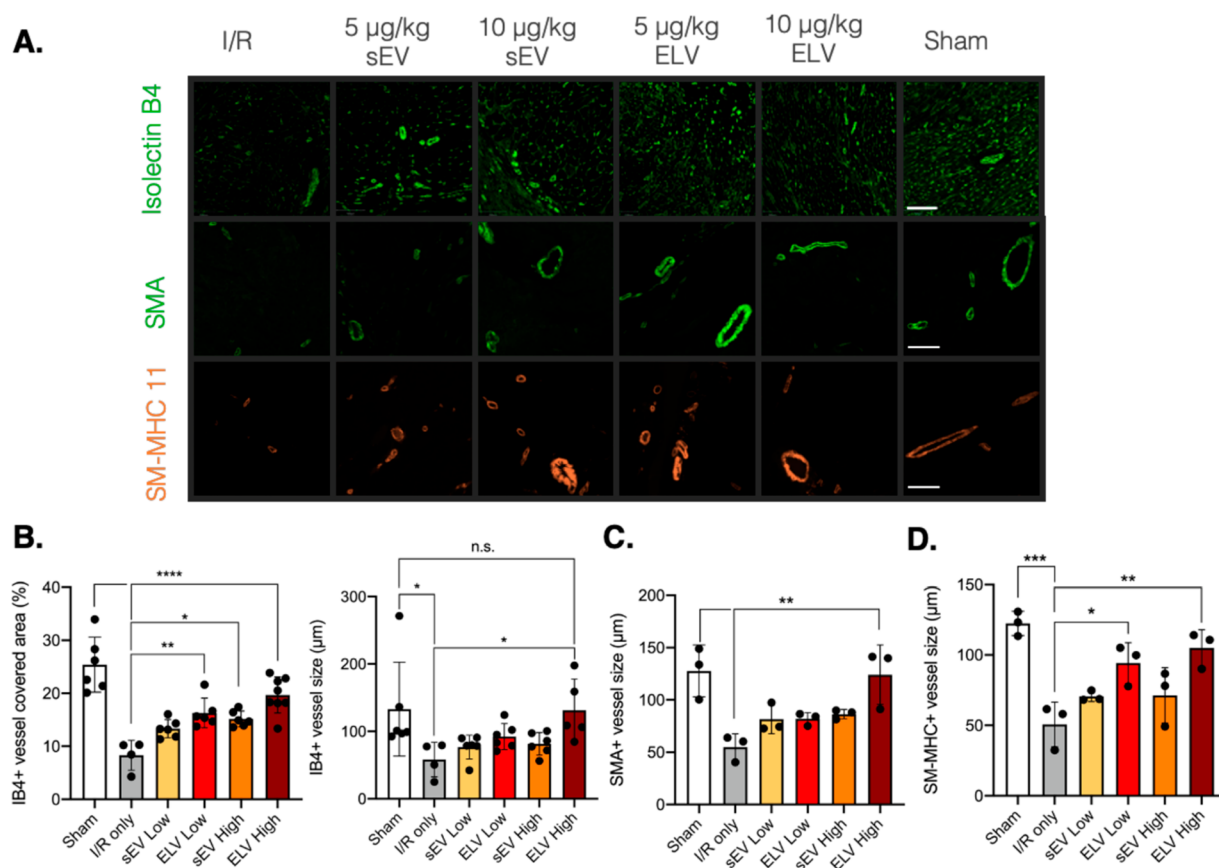 A.
I/R
5 µg/kg
sEV
10 µg/kg
sEV
5 µg/kg
ELV
10 µg/kg
ELV
Sham
Isolectin B4
SMA
SM-MHC 11
B.
IB4+ vessel covered area (%)
40
30
20
10
0
****
*
**
Sham
I/R only
sEV Low
ELV Low
sEV High
ELV High
IB4+ vessel size (µm)
300
200
100
0
n.s.
*
*
Sham
I/R only
sEV Low
ELV Low
sEV High
ELV High
C.
SMA+ vessel size (µm)
200
150
100
50
0
**
Sham
I/R only
sEV Low
ELV Low
sEV High
ELV High
D.
SM-MHC+ vessel size (µm)
150
100
50
0
***
**
*
Sham
I/R only
sEV Low
ELV Low
sEV High
ELV High